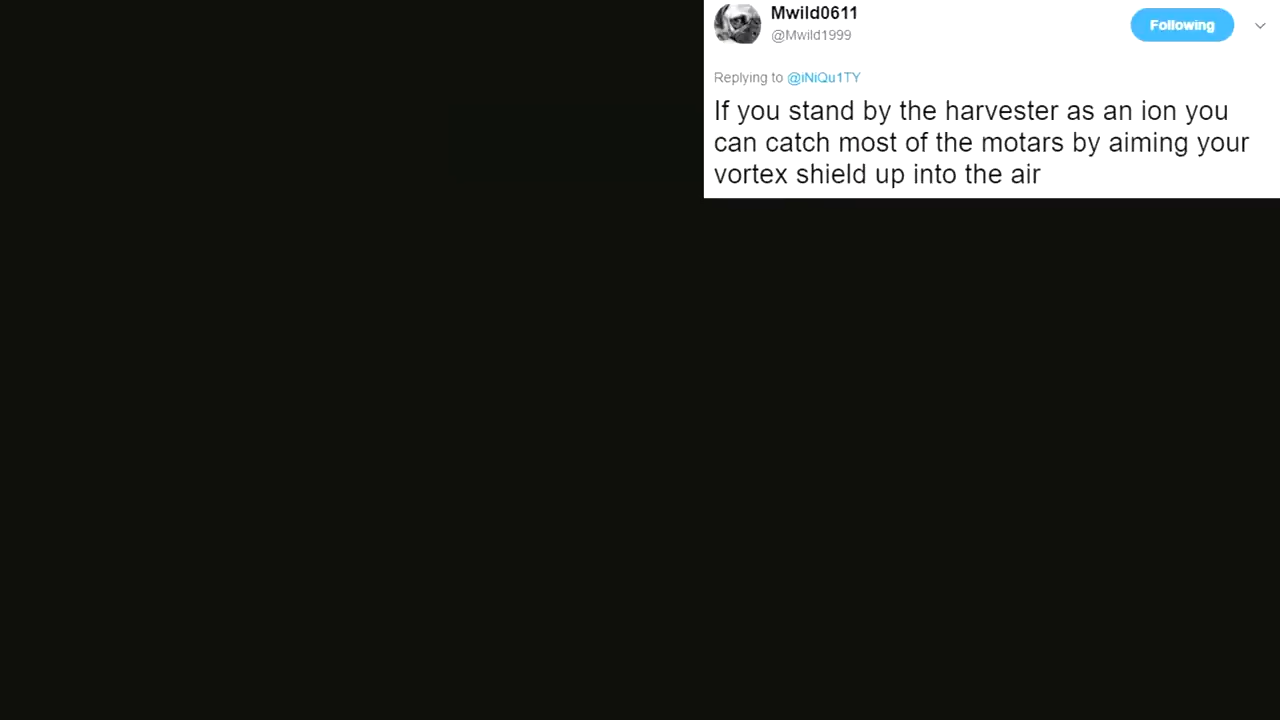 Mwild0611
@Mwild1999
Following
Replying to @iNiQu1TY
If you stand by the harvester as an ion you
can catch most of the motars by aiming your
vortex shield up into the air